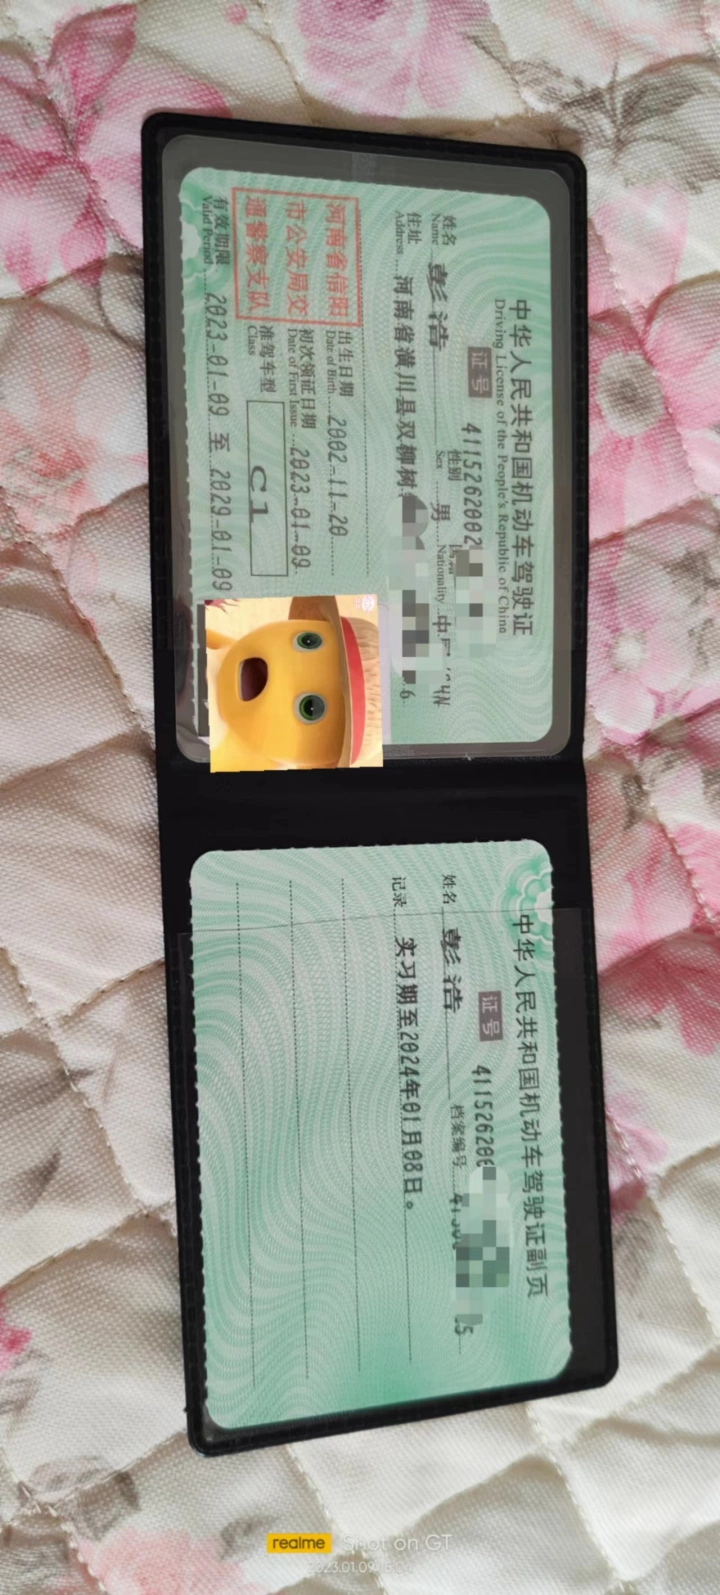 中华人民共和国机动车驾驶证
Driving License of the People's Republic of China
证号 4115262002
姓名 彭浩 性别 男 国籍
Name Sex Nationality CHN
住址 河南省潢川县双柳树 6
Address
河南省信阳
市公安局交
通警察支队
出生日期 2002-11-20
Date of Birth
初次领证日期 2023-01-09
Date of First Issue
准驾车型 C1
Class
有效期限 2023-01-09 至 2029-01-09
Valid Period
中华人民共和国机动车驾驶证副页
证号 411526200
姓名 彭浩 档案编号 5
记录 实习期至2024年01月08日。
realme Shot on GT
2023.01.09